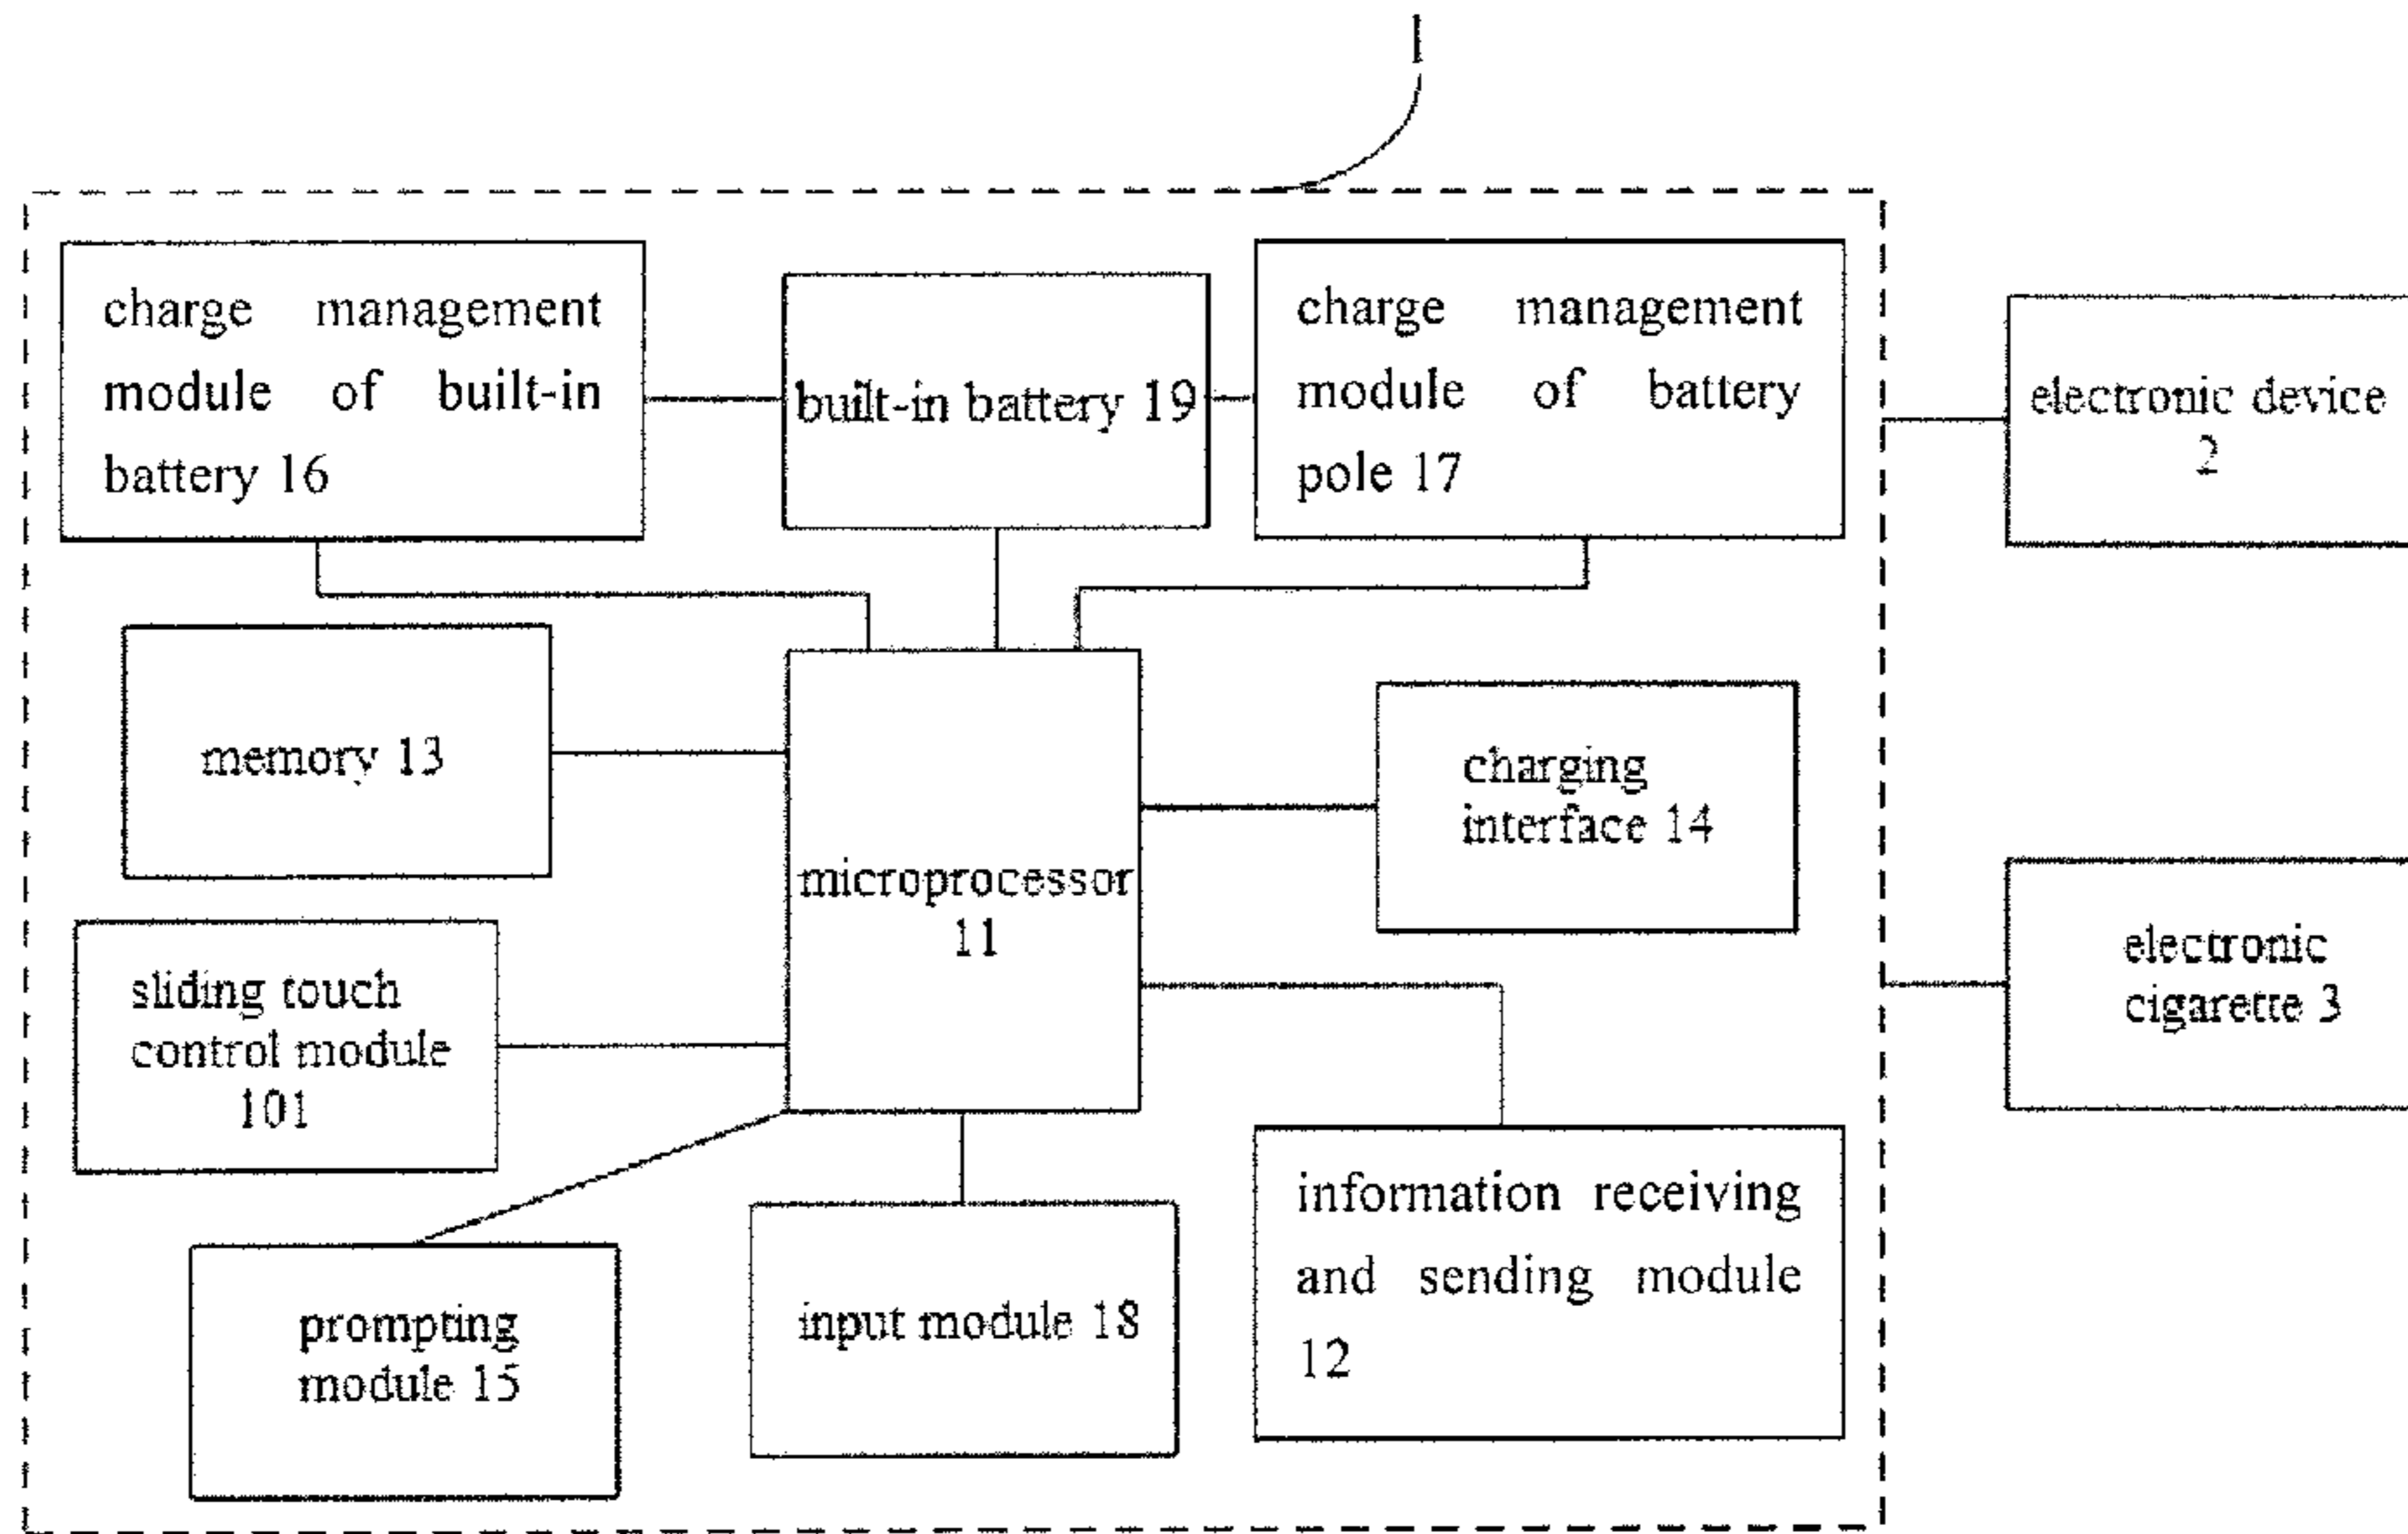 charge management
module of built-in
battery 16
built-in battery 19
charge management
module of battery
pole 17
electronic device
2
memory 13
microprocessor
11
charging
interface 14
electronic
cigarette 3
sliding touch
control module
101
prompting
module 15
input module 18
information receiving
and sending module
12